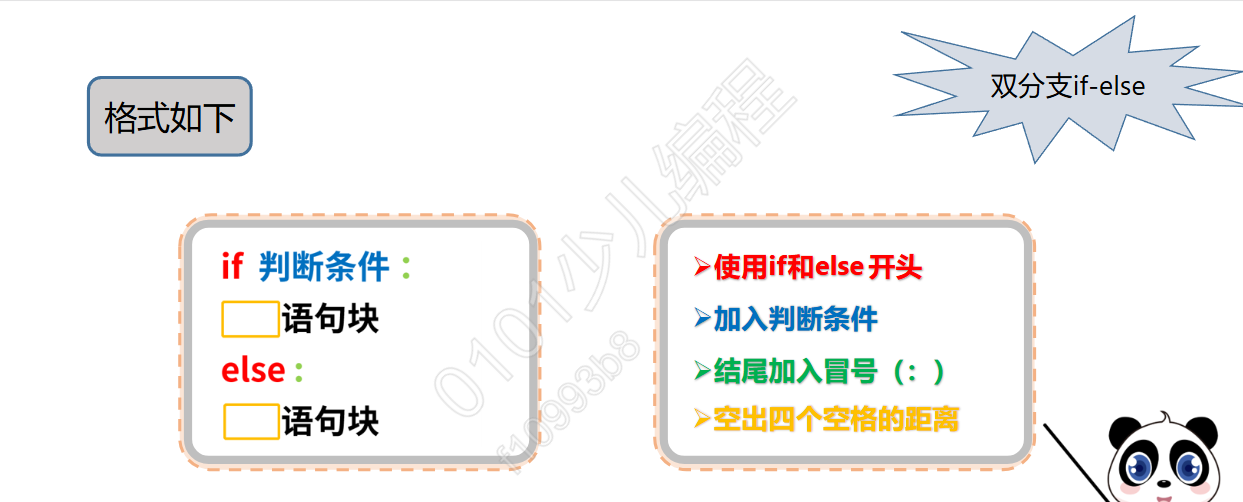 格式如下
双分支if-else
if 判断条件：
语句块
else：
语句块
➢使用if和else开头
➢加入判断条件
➢结尾加入冒号（：）
➢空出四个空格的距离
0101少儿编程
f10993b8